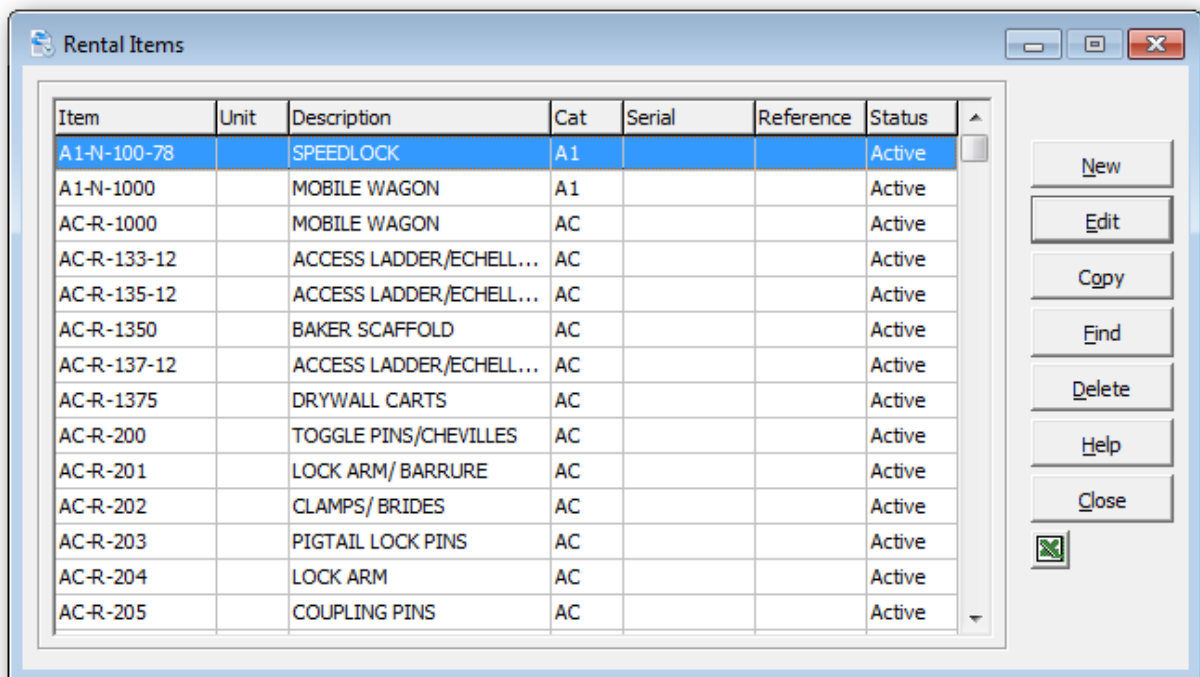 Rental Items
Item Unit Description Cat Serial Reference Status
A1-N-100-78 SPEEDLOCK A1 Active
A1-N-1000 MOBILE WAGON A1 Active
AC-R-1000 MOBILE WAGON AC Active
AC-R-133-12 ACCESS LADDER/ECHELL... AC Active
AC-R-135-12 ACCESS LADDER/ECHELL... AC Active
AC-R-1350 BAKER SCAFFOLD AC Active
AC-R-137-12 ACCESS LADDER/ECHELL... AC Active
AC-R-1375 DRYWALL CARTS AC Active
AC-R-200 TOGGLE PINS/CHEVILLES AC Active
AC-R-201 LOCK ARM/ BARRURE AC Active
AC-R-202 CLAMPS/ BRIDES AC Active
AC-R-203 PIGTAIL LOCK PINS AC Active
AC-R-204 LOCK ARM AC Active
AC-R-205 COUPLING PINS AC Active
New
Edit
Copy
Find
Delete
Help
Close